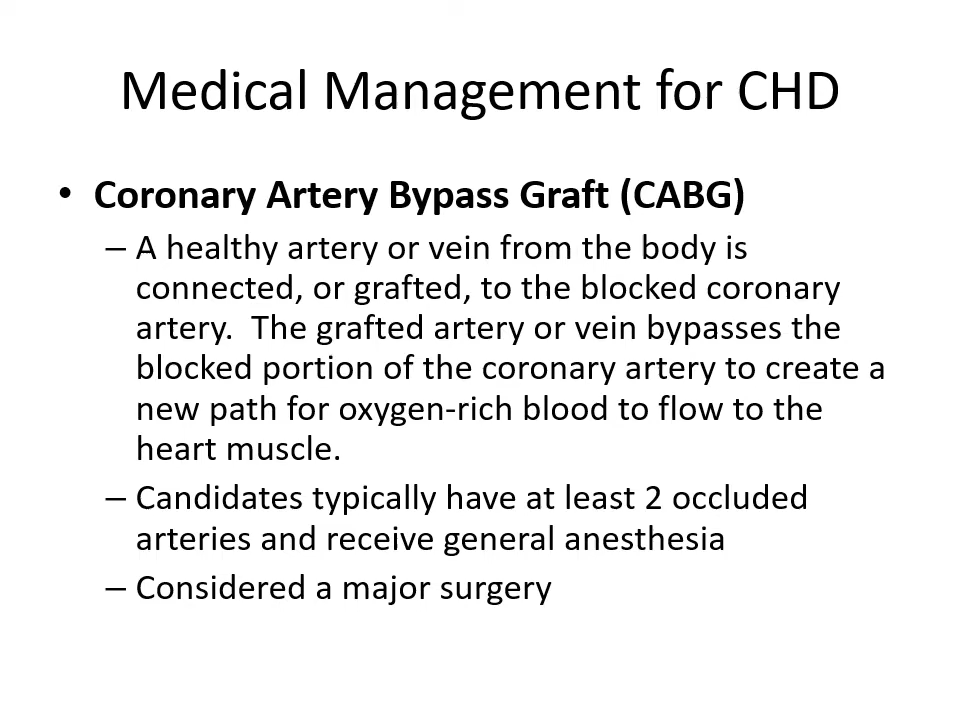 Medical Management for CHD
• Coronary Artery Bypass Graft (CABG)
– A healthy artery or vein from the body is
connected, or grafted, to the blocked coronary
artery.  The grafted artery or vein bypasses the
blocked portion of the coronary artery to create a
new path for oxygen-rich blood to flow to the
heart muscle.
– Candidates typically have at least 2 occluded
arteries and receive general anesthesia
– Considered a major surgery